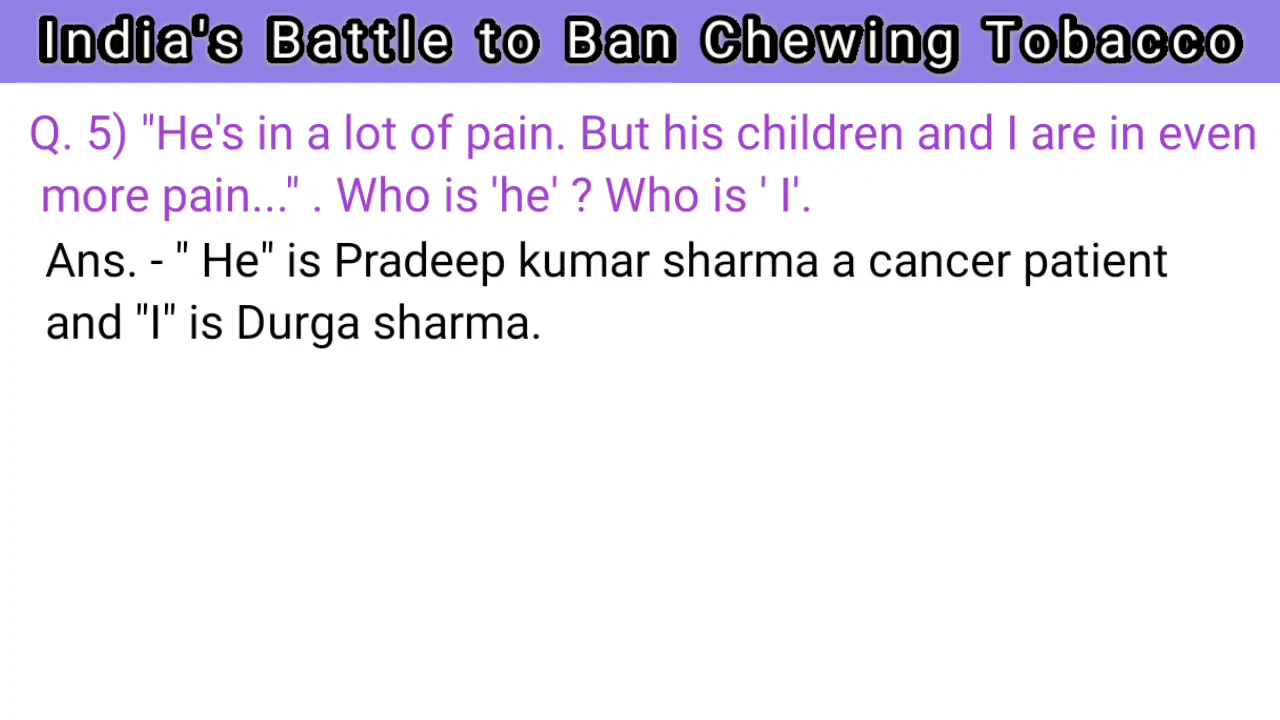 India's Battle to Ban Chewing Tobacco
Q. 5) "He's in a lot of pain. But his children and I are in even
more pain..." . Who is 'he' ? Who is ' I'.
Ans. - " He" is Pradeep kumar sharma a cancer patient
and "I" is Durga sharma.